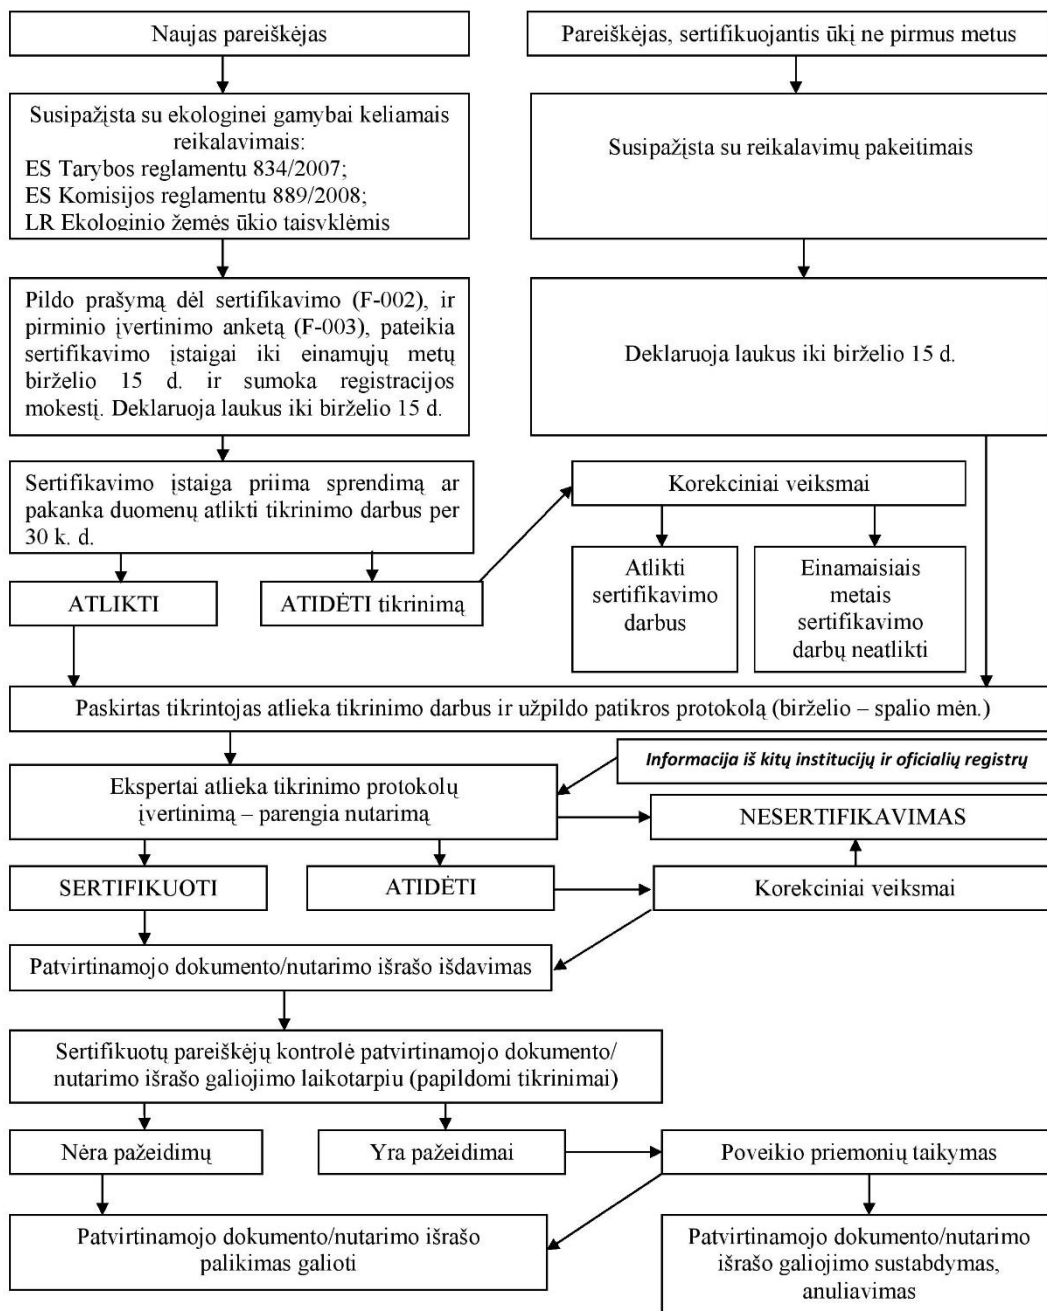 Naujas pareiškėjas
Pareiškėjas, sertifikuojantis ūkį ne pirmus metus
Susipažįsta su ekologinei gamybai keliamais
reikalavimais:
ES Tarybos reglamentu 834/2007;
ES Komisijos reglamentu 889/2008;
LR Ekologinio žemės ūkio taisyklėmis
Susipažįsta su reikalavimų pakeitimais
Pildo prašymą dėl sertifikavimo (F-002), ir
pirminio įvertinimo anketą (F-003), pateikia
sertifikavimo įstaigai iki einamųjų metų
birželio 15 d. ir sumoka registracijos
mokestį. Deklaruoja laukus iki birželio 15 d.
Deklaruoja laukus iki birželio 15 d.
Sertifikavimo įstaiga priima sprendimą ar
pakanka duomenų atlikti tikrinimo darbus per
30 k. d.
Korekciniai veiksmai
ATLIKTI
ATIDĖTI tikrinimą
Atlikti
sertifikavimo
darbus
Einamaisiais
metais
sertifikavimo
darbų neatlikti
Paskirtas tikrintojas atlieka tikrinimo darbus ir užpildo patikros protokolą (birželio – spalio mėn.)
Informacija iš kitų institucijų ir oficialių registrų
Ekspertai atlieka tikrinimo protokolų
įvertinimą – parengia nutarimą
NESERTIFIKAVIMAS
SERTIFIKUOTI
ATIDĖTI
Korekciniai veiksmai
Patvirtinamojo dokumento/nutarimo išrašo išdavimas
Sertifikuotų pareiškėjų kontrolė patvirtinamojo dokumento/
nutarimo išrašo galiojimo laikotarpiu (papildomi tikrinimai)
Nėra pažeidimų
Yra pažeidimai
Poveikio priemonių taikymas
Patvirtinamojo dokumento/nutarimo išrašo
palikimas galioti
Patvirtinamojo dokumento/nutarimo
išrašo galiojimo sustabdymas,
anuliavimas